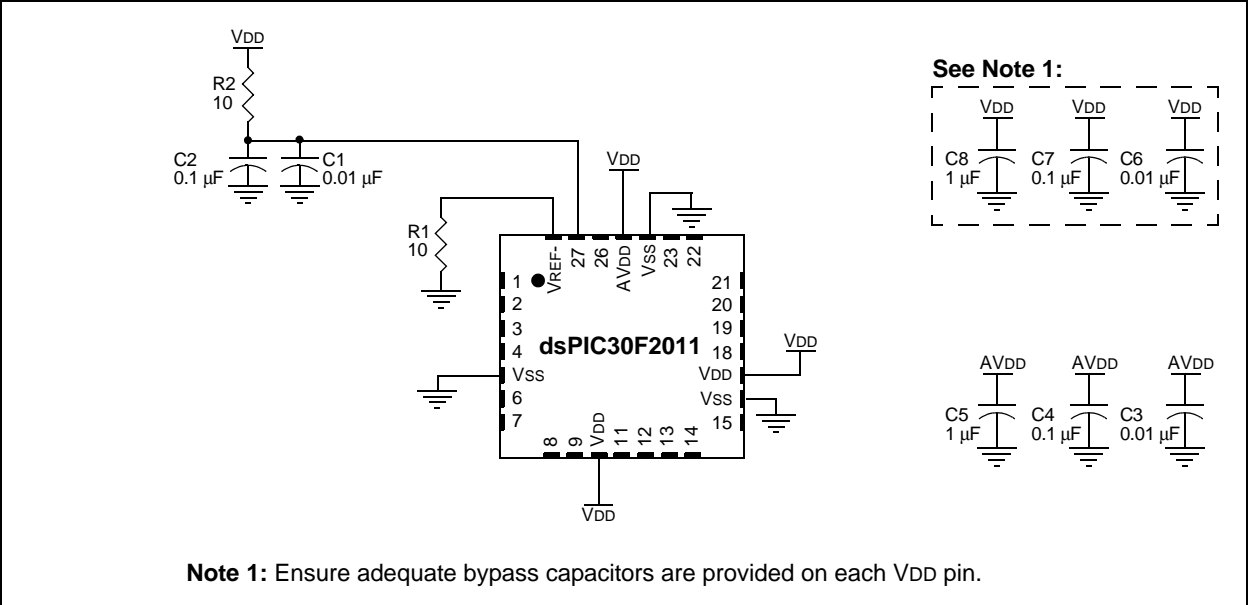 VDD
R2
10
C2
0.1 µF
C1
0.01 µF
R1
10
VDD
VREF-
27
26
AVDD
VSS
23
22
1
2
3
4
VSS
6
7
dsPIC30F2011
21
20
19
18
VDD
VSS
15
VDD
8
9
VDD
11
12
13
14
VDD
See Note 1:
VDD
VDD
VDD
C8
1 µF
C7
0.1 µF
C6
0.01 µF
AVDD
AVDD
AVDD
C5
1 µF
C4
0.1 µF
C3
0.01 µF
Note 1: Ensure adequate bypass capacitors are provided on each VDD pin.